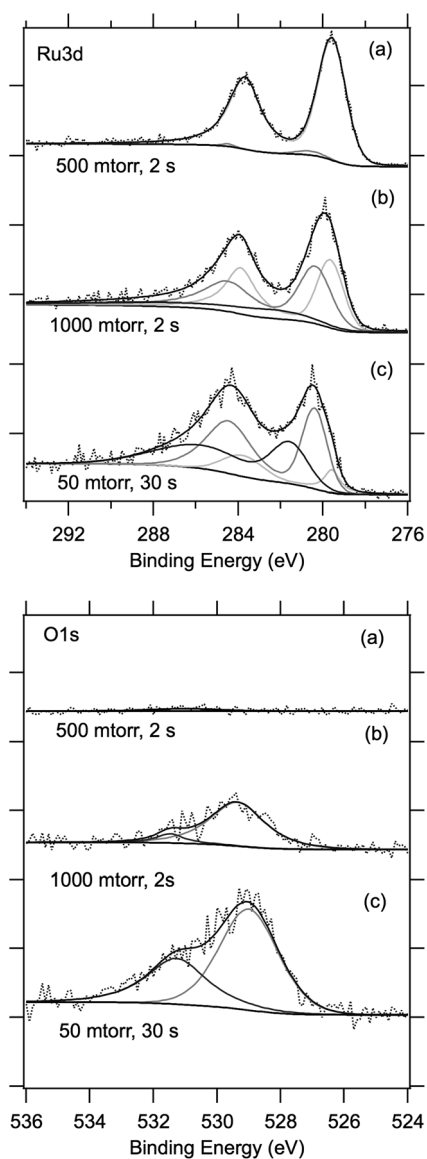 Ru3d
(a)
500 mtorr, 2 s
(b)
1000 mtorr, 2 s
(c)
50 mtorr, 30 s
292 288 284 280 276
Binding Energy (eV)
O1s
(a)
500 mtorr, 2 s
(b)
1000 mtorr, 2s
(c)
50 mtorr, 30 s
536 534 532 530 528 526 524
Binding Energy (eV)